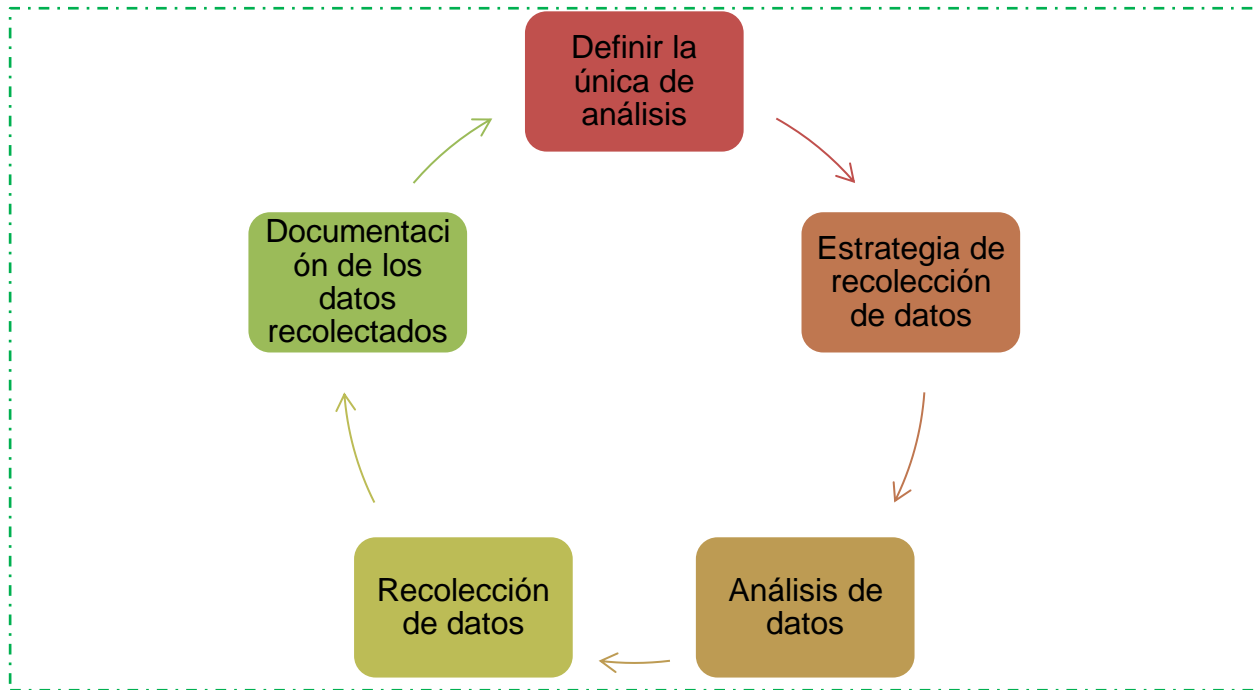 Definir la
única de
análisis
Estrategia de
recolección
de datos
Análisis de
datos
Recolección
de datos
Documentaci
ón de los
datos
recolectados